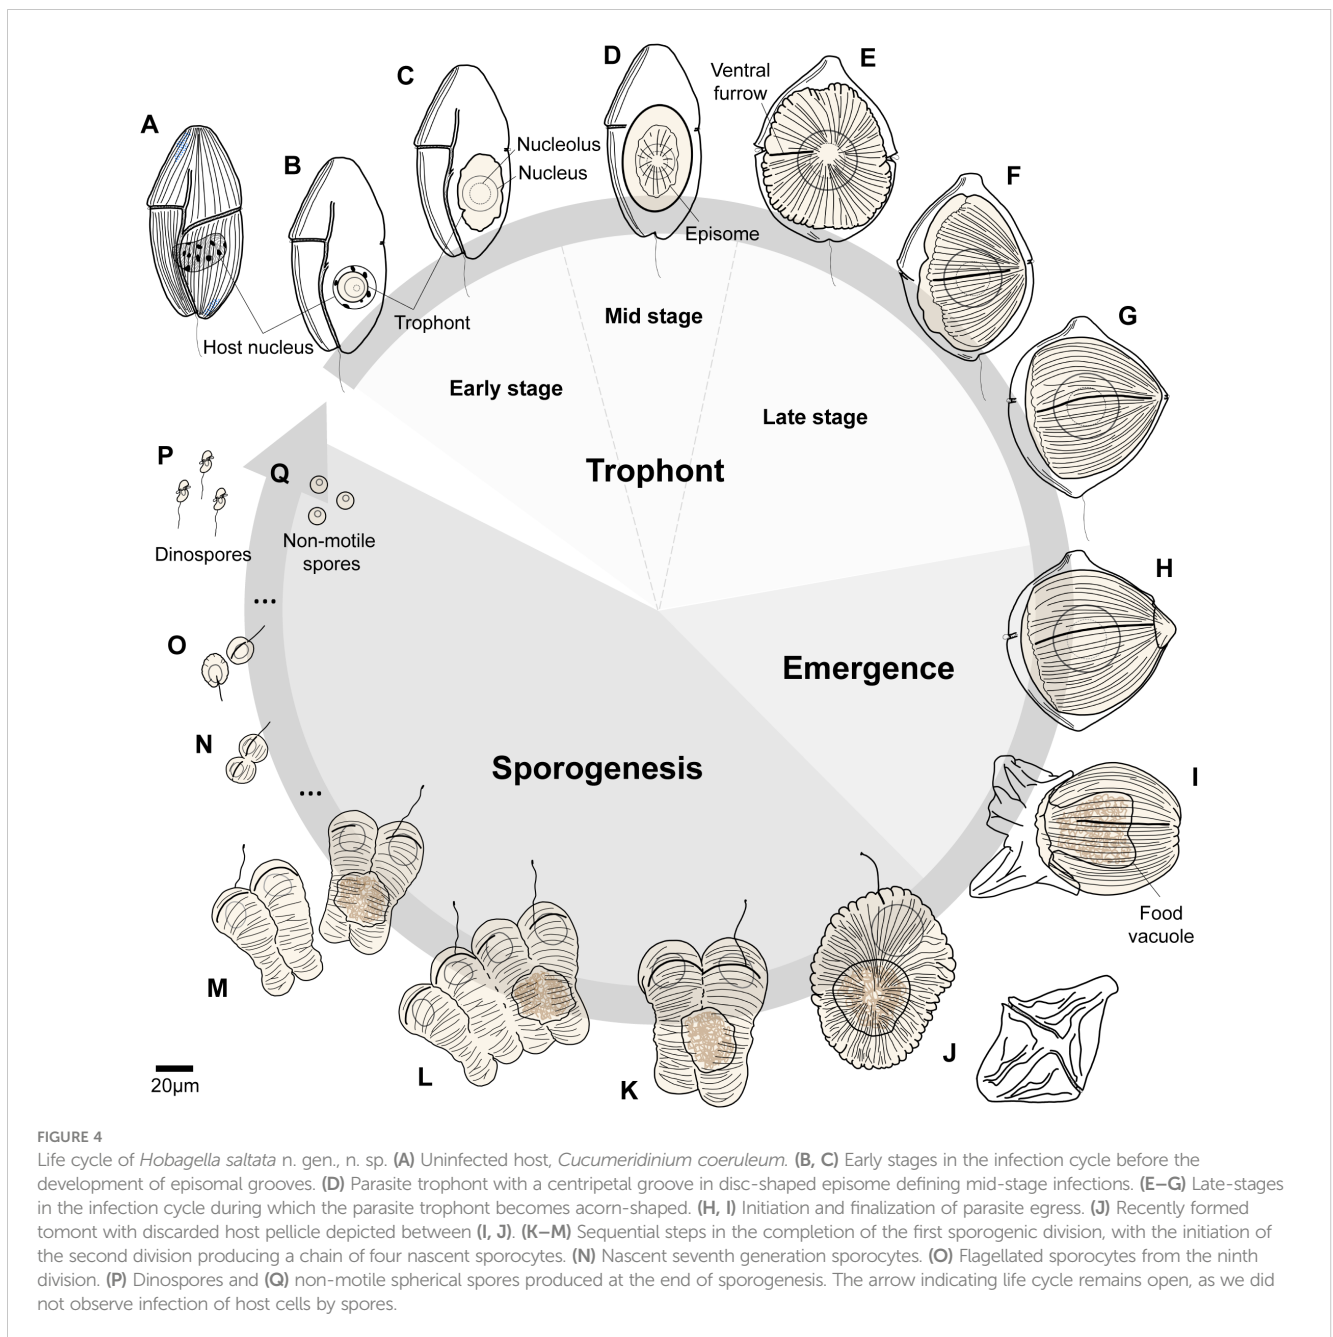 A
B
C
D
E
Ventral
furrow
Nucleolus
Nucleus
Episome
F
Trophont
Host nucleus
G
Mid stage
Early stage
Late stage
Trophont
P
Q
Dinospores
Non-motile
spores
...
H
O
Emergence
N
Sporogenesis
...
I
Food
vacuole
M
L
K
J
20µm
FIGURE 4
Life cycle of Hobagella saltata n. gen., n. sp. (A) Uninfected host, Cucumeridinium coeruleum. (B, C) Early stages in the infection cycle before the
development of episomal grooves. (D) Parasite trophont with a centripetal groove in disc-shaped episome defining mid-stage infections. (E–G) Late-stages
in the infection cycle during which the parasite trophont becomes acorn-shaped. (H, I) Initiation and finalization of parasite egress. (J) Recently formed
tomont with discarded host pellicle depicted between (I, J). (K–M) Sequential steps in the completion of the first sporogenic division, with the initiation of
the second division producing a chain of four nascent sporocytes. (N) Nascent seventh generation sporocytes. (O) Flagellated sporocytes from the ninth
division. (P) Dinospores and (Q) non-motile spherical spores produced at the end of sporogenesis. The arrow indicating life cycle remains open, as we did
not observe infection of host cells by spores.